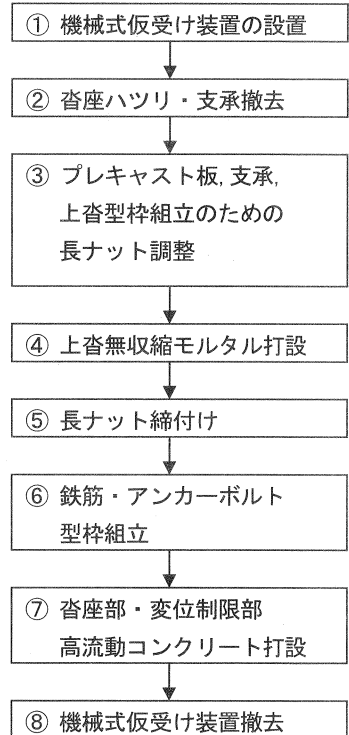 ① 機械式仮受け装置の設置
② 沓座ハツリ・支承撤去
③ プレキャスト板,支承,
上沓型枠組立のための
長ナット調整
④ 上沓無収縮モルタル打設
⑤ 長ナット締付け
⑥ 鉄筋・アンカーボルト
型枠組立
⑦ 沓座部・変位制限部
高流動コンクリート打設
⑧ 機械式仮受け装置撤去